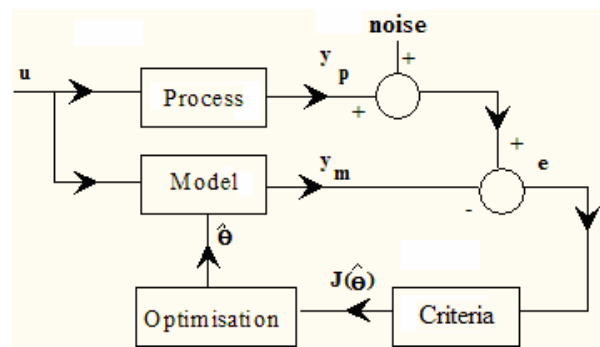 noise
u
Process
y p
+
+
Model
y m
+
-
e
θ̂
J(θ̂)
Optimisation
Criteria